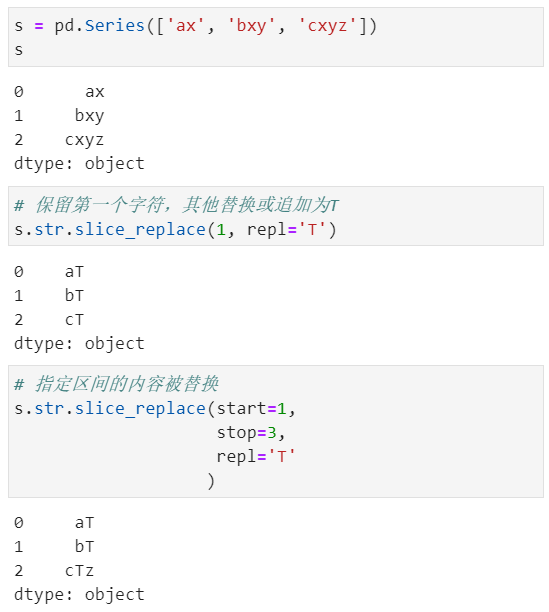 s = pd.Series(['ax', 'bxy', 'cxyz'])
s
0      ax
1     bxy
2    cxyz
dtype: object
# 保留第一个字符，其他替换或追加为T
s.str.slice_replace(1, repl='T')
0    aT
1    bT
2    cT
dtype: object
# 指定区间的内容被替换
s.str.slice_replace(start=1,
                    stop=3,
                    repl='T'
                   )
0     aT
1     bT
2    cTz
dtype: object